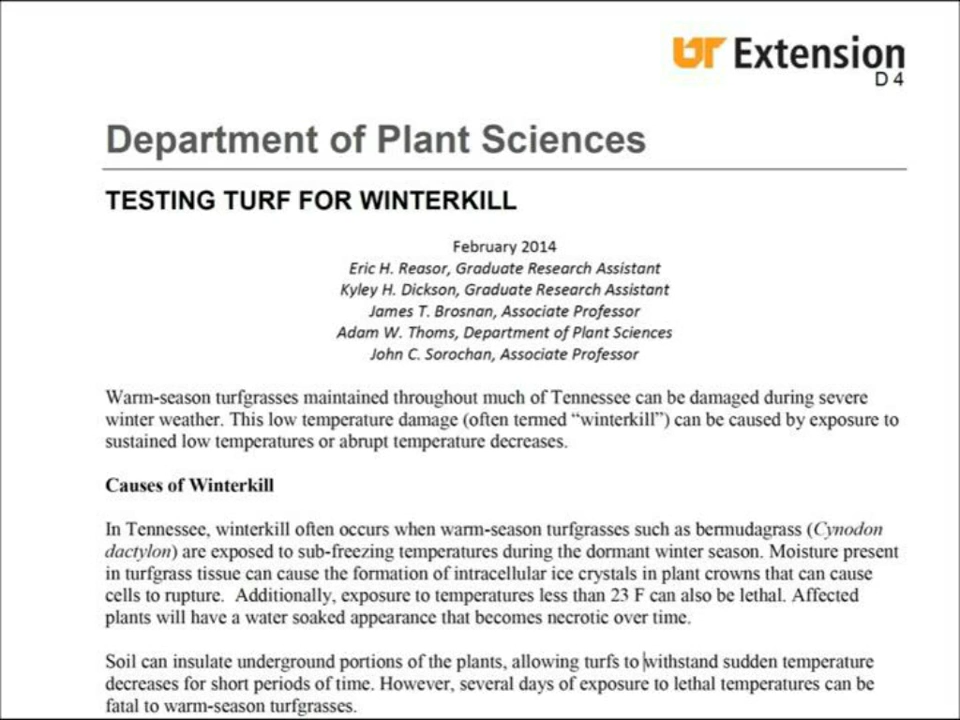 UT Extension
D 4
Department of Plant Sciences
TESTING TURF FOR WINTERKILL
February 2014
Eric H. Reasor, Graduate Research Assistant
Kyley H. Dickson, Graduate Research Assistant
James T. Brosnan, Associate Professor
Adam W. Thoms, Department of Plant Sciences
John C. Sorochan, Associate Professor
Warm-season turfgrasses maintained throughout much of Tennessee can be damaged during severe
winter weather. This low temperature damage (often termed “winterkill”) can be caused by exposure to
sustained low temperatures or abrupt temperature decreases.
Causes of Winterkill
In Tennessee, winterkill often occurs when warm-season turfgrasses such as bermudagrass (Cynodon
dactylon) are exposed to sub-freezing temperatures during the dormant winter season. Moisture present
in turfgrass tissue can cause the formation of intracellular ice crystals in plant crowns that can cause
cells to rupture. Additionally, exposure to temperatures less than 23 F can also be lethal. Affected
plants will have a water soaked appearance that becomes necrotic over time.
Soil can insulate underground portions of the plants, allowing turfs to withstand sudden temperature
decreases for short periods of time. However, several days of exposure to lethal temperatures can be
fatal to warm-season turfgrasses.